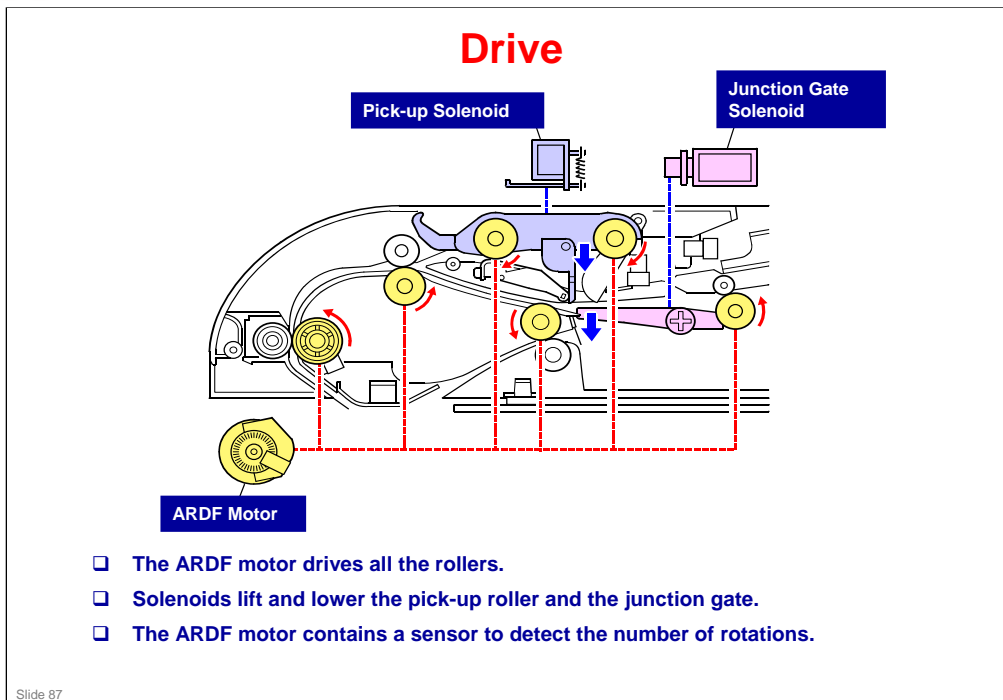 Drive
Pick-up Solenoid
Junction Gate
Solenoid
ARDF Motor
❑ The ARDF motor drives all the rollers.
❑ Solenoids lift and lower the pick-up roller and the junction gate.
❑ The ARDF motor contains a sensor to detect the number of rotations.
Slide 87